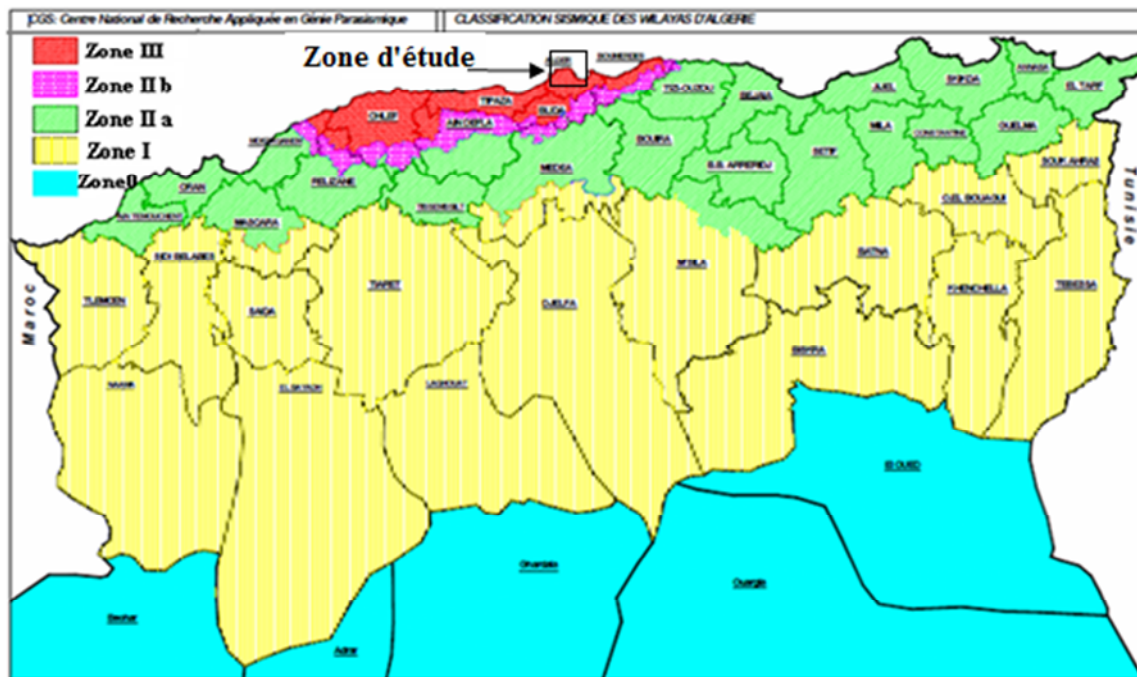 CGS: Centre National de Recherche Appliquée en Génie Parasismique
CLASSIFICATION SISMIQUE DES WILAYAS D'ALGERIE
Zone III
Zone II b
Zone II a
Zone I
Zone0
Zone d'étude
ALGER
BOUMERDES
TIPAZA
BLIDA
CHLEF
AIN DEFLA
TIZI-OUZOU
BEJAIA
JIJEL
SKIKDA
ANNABA
EL TARF
MOSTAGANEM
RELIZANE
ORAN
AIN TEMOUCHENT
MASCARA
TISSEMSILT
MEDEA
BOUIRA
B.B. ARRERIDJ
SETIF
MILA
CONSTANTINE
GUELMA
SOUK AHRAS
O.EL BOUAGUI
SIDI BELABES
TLEMCEN
SAIDA
TIARET
DJELFA
M'SILA
BATNA
KHENCHELLA
TEBESSA
BISKRA
NAAMA
EL BAYADH
LAGHOUAT
El OUED
Ghardaia
Ouargla
Bechar
Adrar
Maroc
Tunisie